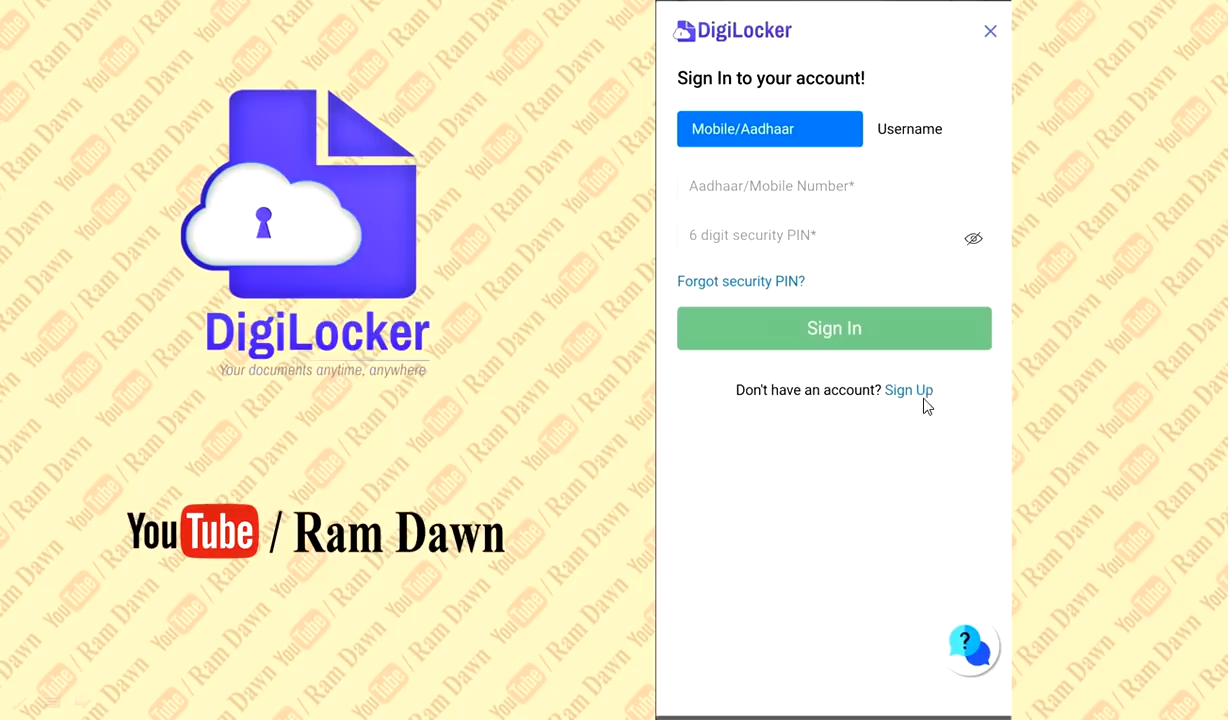 DigiLocker
Your documents anytime, anywhere
YouTube / Ram Dawn
DigiLocker
Sign In to your account!
Mobile/Aadhaar Username
Aadhaar/Mobile Number*
6 digit security PIN*
Forgot security PIN?
Sign In
Don't have an account? Sign Up
?